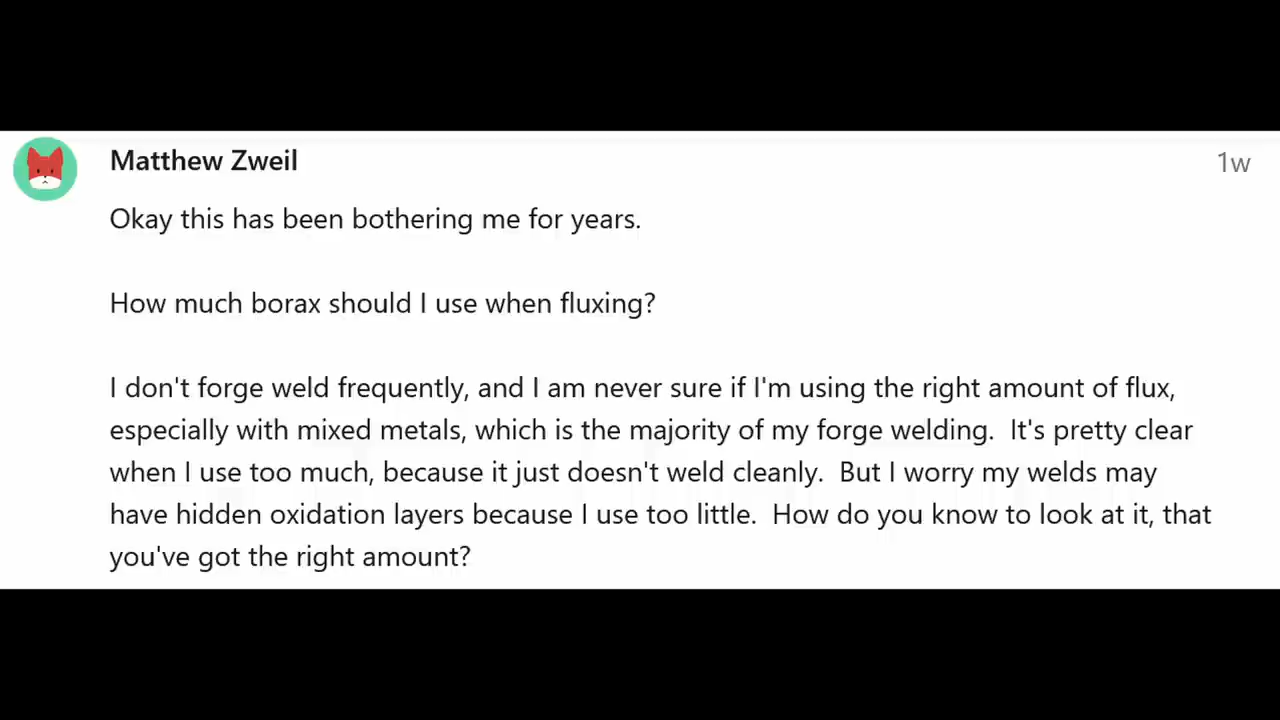 Matthew Zweil
1w
Okay this has been bothering me for years.
How much borax should I use when fluxing?
I don't forge weld frequently, and I am never sure if I'm using the right amount of flux,
especially with mixed metals, which is the majority of my forge welding.  It's pretty clear
when I use too much, because it just doesn't weld cleanly.  But I worry my welds may
have hidden oxidation layers because I use too little.  How do you know to look at it, that
you've got the right amount?